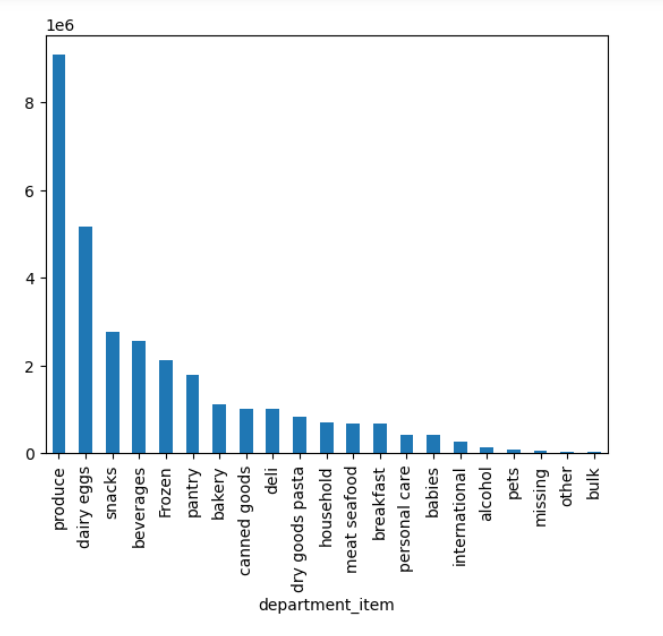 1e6
8
6
4
2
0
produce
dairy eggs
snacks
beverages
Frozen
pantry
bakery
canned goods
deli
dry goods pasta
household
meat seafood
breakfast
personal care
babies
international
alcohol
pets
missing
other
bulk
department_item